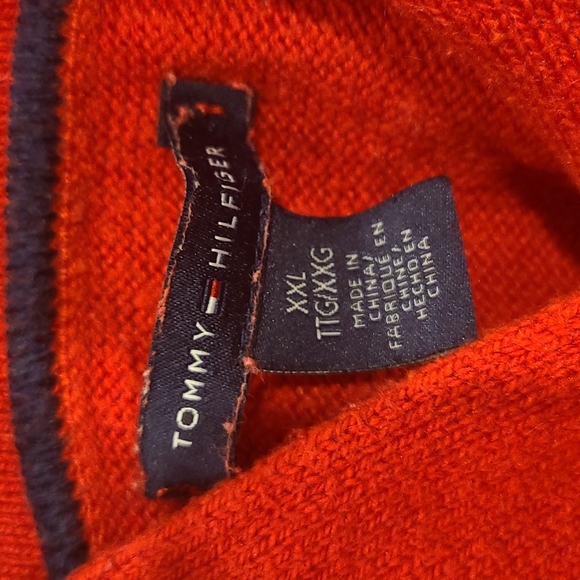 TOMMY HILFIGER
XXL
TTG/XXG
MADE IN
CHINA/
FABRIQUÉ EN
CHINE/
HECHO EN
CHINA